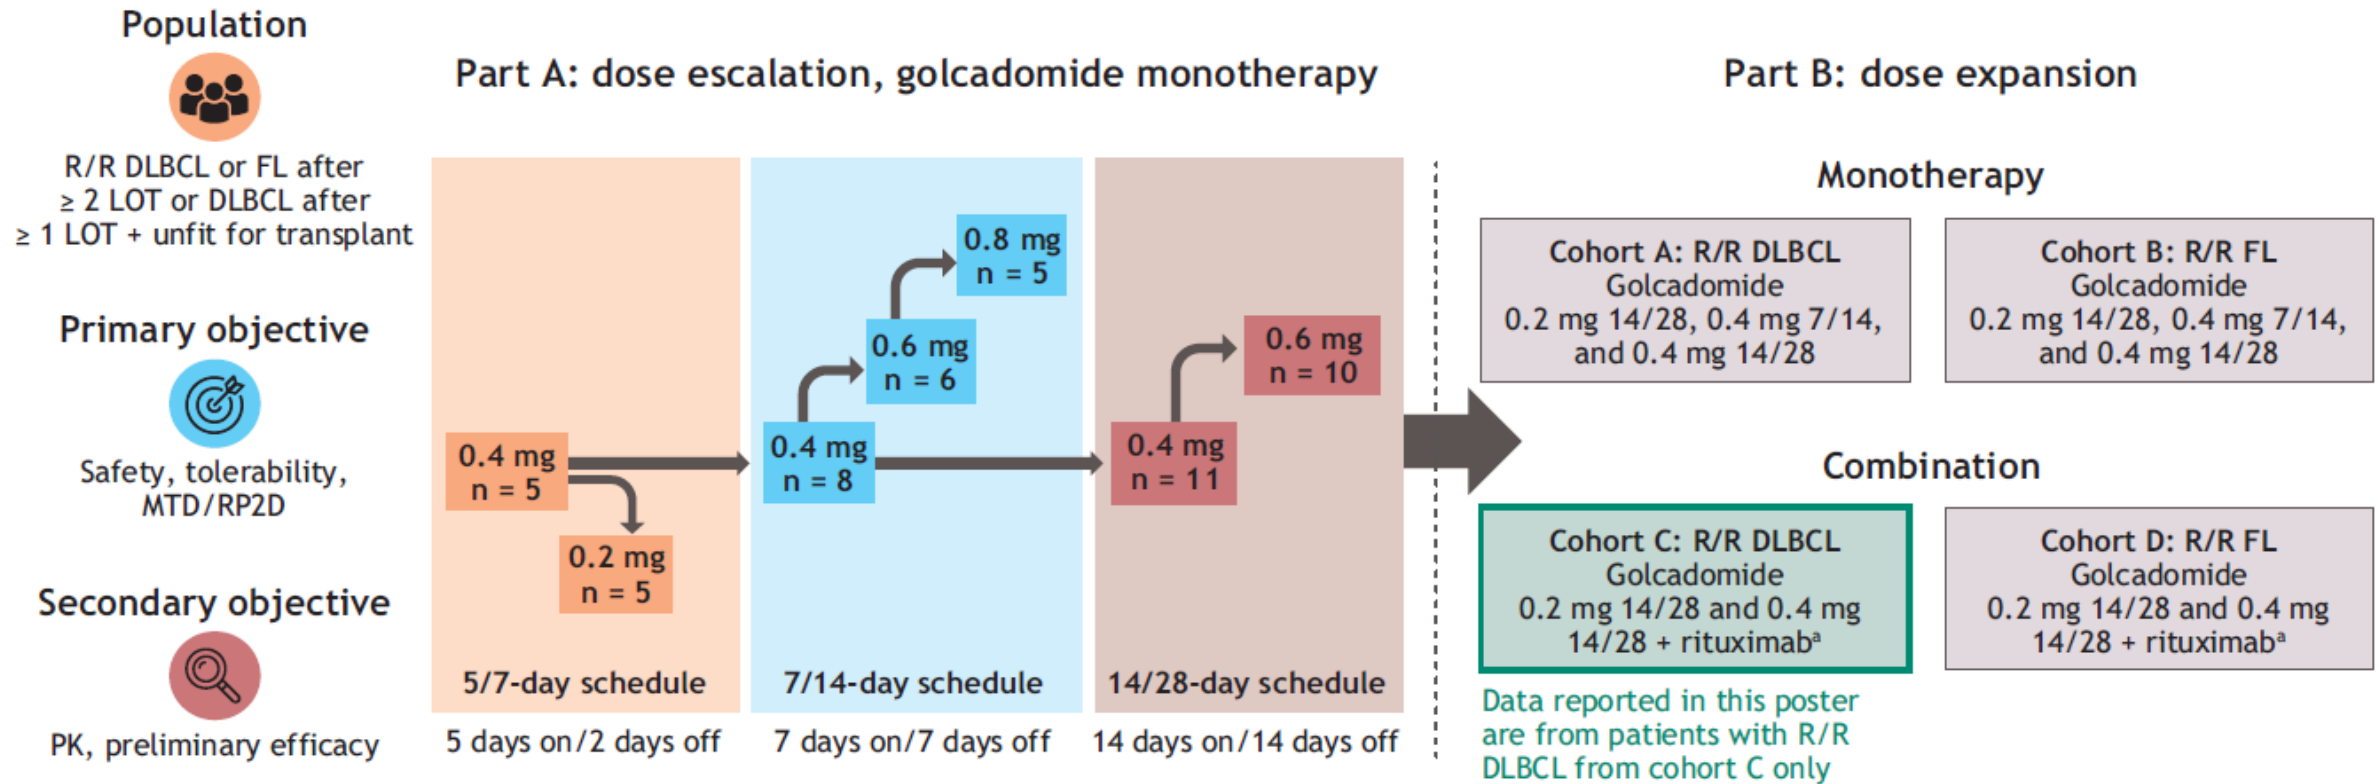 Population
R/R DLBCL or FL after
≥ 2 LOT or DLBCL after
≥ 1 LOT + unfit for transplant
Primary objective
Safety, tolerability,
MTD/RP2D
Secondary objective
PK, preliminary efficacy
Part A: dose escalation, golcadomide monotherapy
0.4 mg
n = 5
0.2 mg
n = 5
5/7-day schedule
5 days on/2 days off
0.8 mg
n = 5
0.6 mg
n = 6
0.4 mg
n = 8
7/14-day schedule
7 days on/7 days off
0.6 mg
n = 10
0.4 mg
n = 11
14/28-day schedule
14 days on/14 days off
Part B: dose expansion
Monotherapy
Cohort A: R/R DLBCL
Golcadomide
0.2 mg 14/28, 0.4 mg 7/14,
and 0.4 mg 14/28
Cohort B: R/R FL
Golcadomide
0.2 mg 14/28, 0.4 mg 7/14,
and 0.4 mg 14/28
Combination
Cohort C: R/R DLBCL
Golcadomide
0.2 mg 14/28 and 0.4 mg
14/28 + rituximabᵃ
Data reported in this poster
are from patients with R/R
DLBCL from cohort C only
Cohort D: R/R FL
Golcadomide
0.2 mg 14/28 and 0.4 mg
14/28 + rituximabᵃ